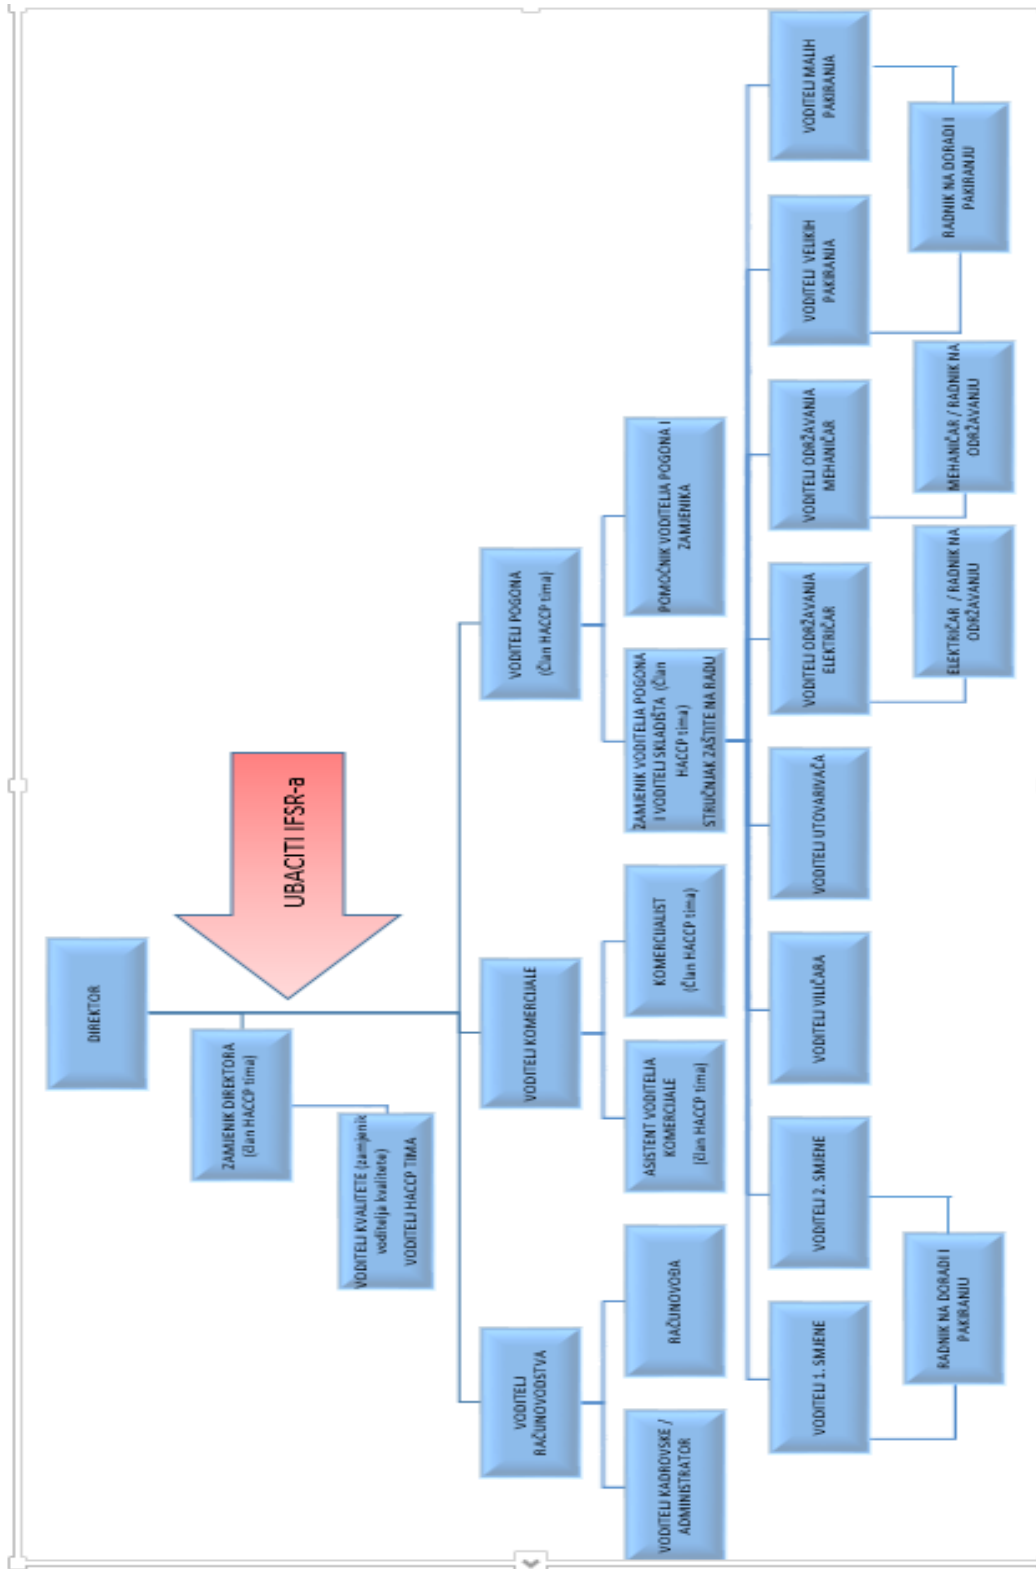 DIREKTOR
UBACITI IFSR-a
ZAMJENIK DIREKTORA
(član HACCP tima)
VODITELJ KVALITETE (zamjenik
voditelja kvalitete)
VODITELJ HACCP TIMA
VODITELJ
RAČUNOVODSTVA
VODITELJ KOMERCIJALE
VODITELJ POGONA
(Član HACCP tima)
VODITELJ KADROVSKE /
ADMINISTRATOR
RAČUNOVOĐA
ASISTENT VODITELJA
KOMERCIJALE
(član HACCP tima)
KOMERCIJALIST
(Član HACCP tima)
ZAMJENIK VODITELJA POGONA
I VODITELJ SKLADIŠTA (Član
HACCP tima)
STRUČNJAK ZAŠTITE NA RADU
POMOĆNIK VODITELJA POGONA I
ZAMJENIKA
VODITELJ 1. SMJENE
VODITELJ 2. SMJENE
VODITELJ VILIČARA
VODITELJ UTOVARIVAČA
VODITELJ ODRŽAVANJA
ELEKTRIČAR
VODITELJ ODRŽAVANJA
MEHANIČAR
VODITELJ VELIKIH
PAKIRANJA
VODITELJ MALIH
PAKIRANJA
RADNIK NA DORADI I
PAKIRANJU
ELEKTRIČAR / RADNIK NA
ODRŽAVANJU
MEHANIČAR / RADNIK NA
ODRŽAVANJU
RADNIK NA DORADI I
PAKIRANJU